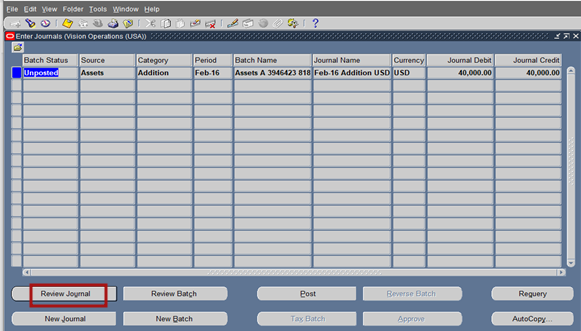 File Edit View Folder Tools Window Help
Enter Journals (Vision Operations (USA))
Batch Status Source Category Period Batch Name Journal Name Currency Journal Debit Journal Credit
Unposted Assets Addition Feb-16 Assets A 3946423 818 Feb-16 Addition USD USD 40,000.00 40,000.00
Review Journal Review Batch Post Reverse Batch Requery
New Journal New Batch Tax Batch Approve AutoCopy...